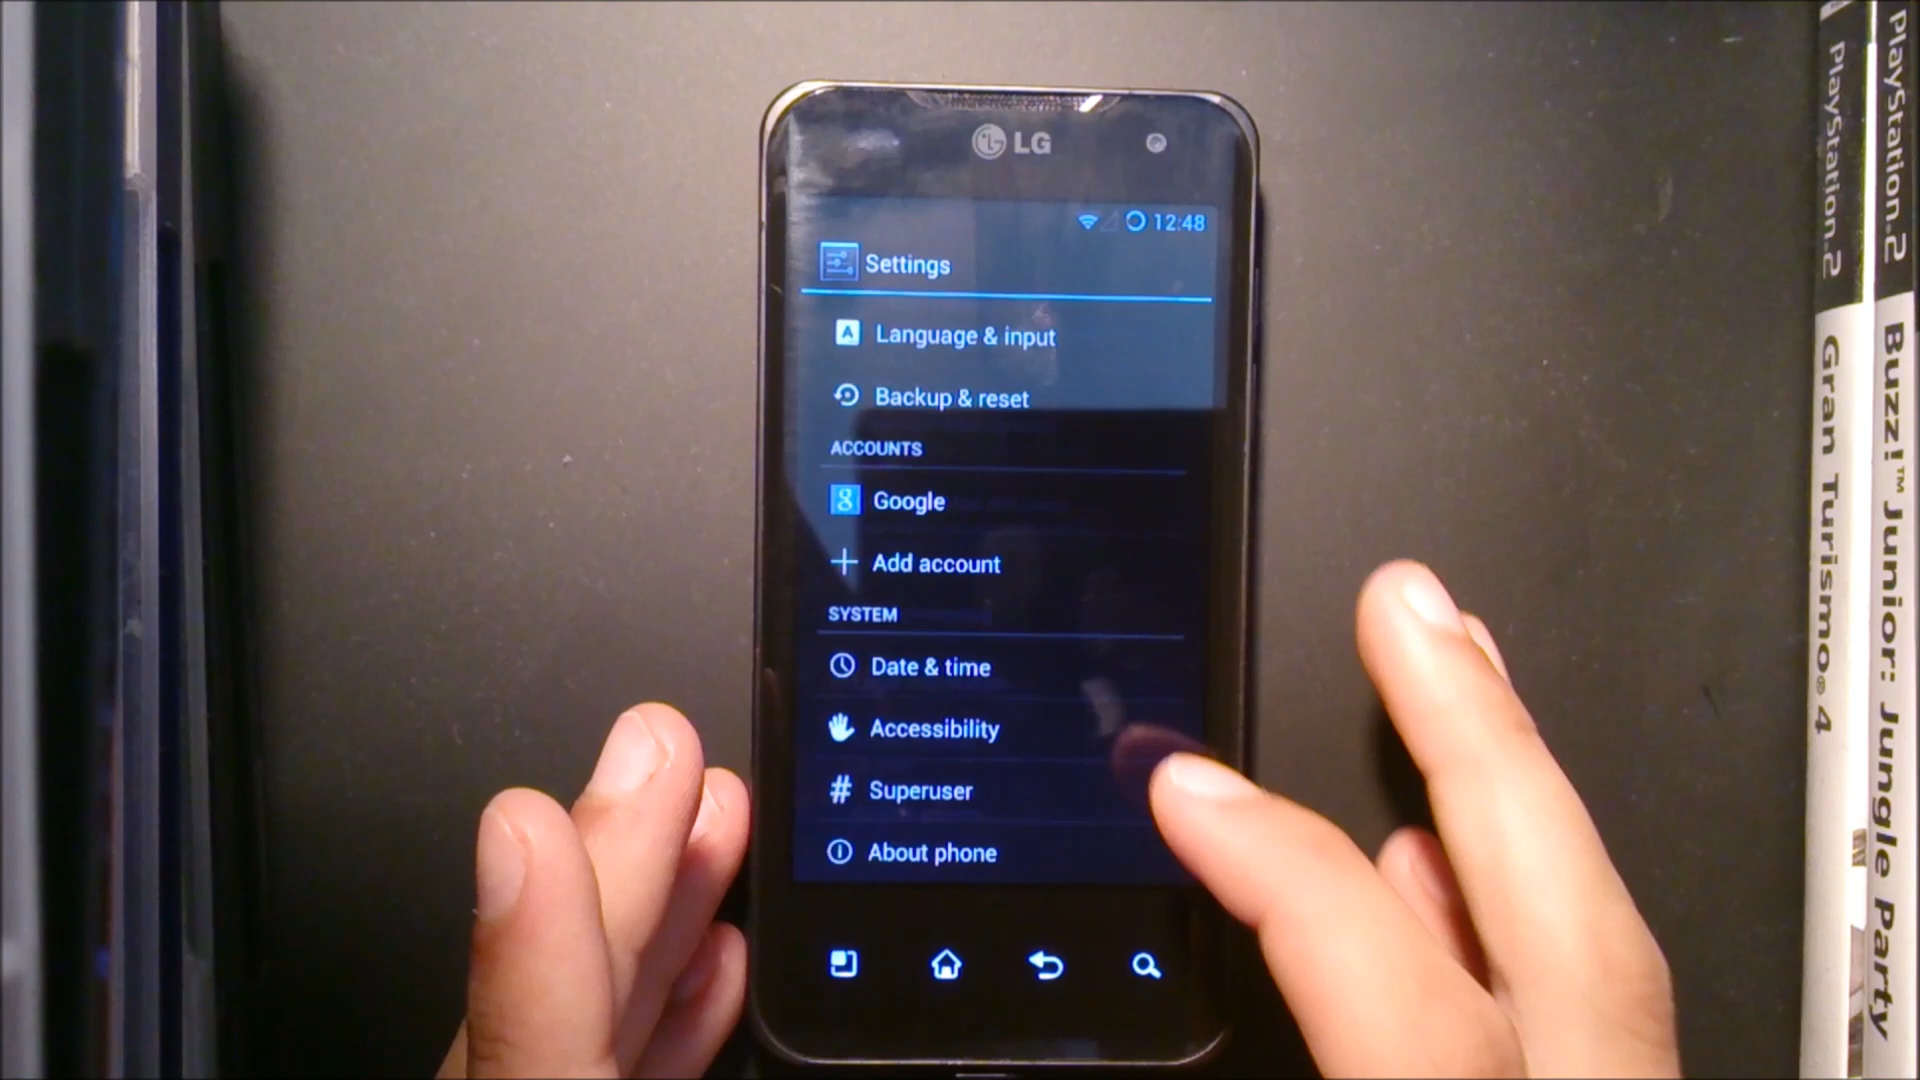 LG
12:48
Settings
Language & input
Backup & reset
ACCOUNTS
Google
Add account
SYSTEM
Date & time
Accessibility
Superuser
About phone
PlayStation.2
Gran Turismo® 4
PlayStation.2
Buzz!™ Junior: Jungle Party